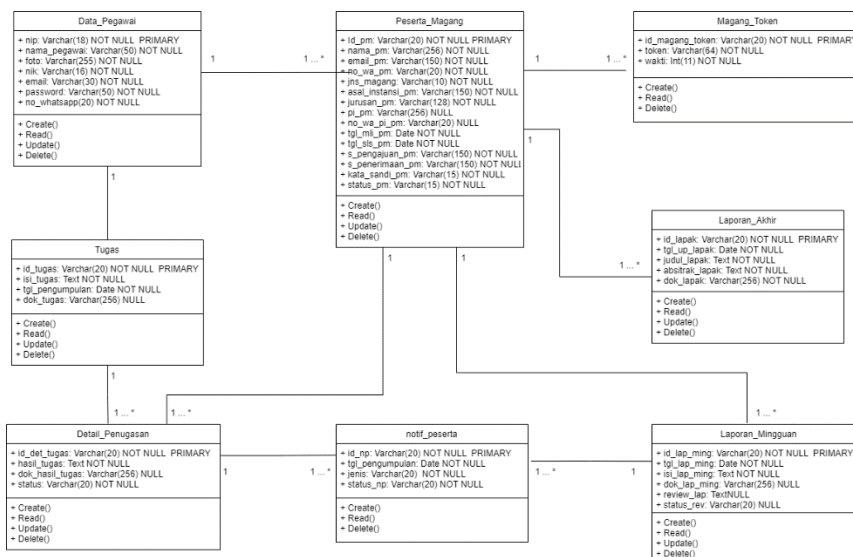 Data_Pegawai
+ nip: Varchar(18) NOT NULL PRIMARY
+ nama_pegawai: Varchar(50) NOT NULL
+ foto: Varchar(255) NOT NULL
+ nik: Varchar(16) NOT NULL
+ email: Varchar(30) NOT NULL
+ password: Varchar(50) NOT NULL
+ no_whatsapp(20) NOT NULL
+ Create()
+ Read()
+ Update()
+ Delete()
1
1 ... *
1
Peserta_Magang
+ Id_pm: Varchar(20) NOT NULL PRIMARY
+ nama_pm: Varchar(256) NOT NULL
+ email_pm: Varchar(150) NOT NULL
+ no_wa_pm: Varchar(20) NOT NULL
+ jns_magang: Varchar(10) NOT NULL
+ asal_instansi_pm: Varchar(150) NOT NULL
+ jurusan_pm: Varchar(128) NOT NULL
+ pi_pm: Varchar(256) NULL
+ no_wa_pi_pm: Varchar(20) NULL
+ tgl_mli_pm: Date NOT NULL
+ tgl_sls_pm: Date NOT NULL
+ s_pengajuan_pm: Varchar(150) NOT NULL
+ s_penerimaan_pm: Varchar(150) NOT NULL
+ kata_sandi_pm: Varchar(15) NOT NULL
+ status_pm: Varchar(15) NOT NULL
+ Create()
+ Read()
+ Update()
+ Delete()
1
1 ... *
1
1
1
Magang_Token
+ id_magang_token: Varchar(20) NOT NULL PRIMARY
+ token: Varchar(64) NOT NULL
+ wakti: Int(11) NOT NULL
+ Create()
+ Read()
+ Delete()
Laporan_Akhir
+ id_lapak: Varchar(20) NOT NULL PRIMARY
+ tgl_up_lapak: Date NOT NULL
+ judul_lapak: Text NOT NULL
+ absitrak_lapak: Text NOT NULL
+ dok_lapak: Varchar(256) NOT NULL
+ Create()
+ Read()
+ Update()
+ Delete()
1 ... *
Tugas
+ id_tugas: Varchar(20) NOT NULL PRIMARY
+ isi_tugas: Text NOT NULL
+ tgl_pengumpulan: Date NOT NULL
+ dok_tugas: Varchar(256) NULL
+ Create()
+ Read()
+ Update()
+ Delete()
1
1 ... *
1 ... *
1 ... *
Detail_Penugasan
+ id_det_tugas: Varchar(20) NOT NULL PRIMARY
+ hasil_tugas: Text NOT NULL
+ dok_hasil_tugas: Varchar(256) NULL
+ status: Varchar(20) NOT NULL
+ Create()
+ Read()
+ Update()
+ Delete()
1
1 ... *
notif_peserta
+ id_np: Varchar(20) NOT NULL PRIMARY
+ tgl_pengumpulan: Date NOT NULL
+ jenis: Varchar(20) NOT NULL
+ status_np: Varchar(20) NOT NULL
+ Create()
+ Read()
+ Delete()
1 ... *
1
Laporan_Mingguan
+ id_lap_ming: Varchar(20) NOT NULL PRIMARY
+ tgl_lap_ming: Date NOT NULL
+ isi_lap_ming: Text NOT NULL
+ dok_lap_ming: Varchar(256) NULL
+ review_lap: TextNULL
+ status_rev: Varchar(20) NULL
+ Create()
+ Read()
+ Update()
+ Delete()